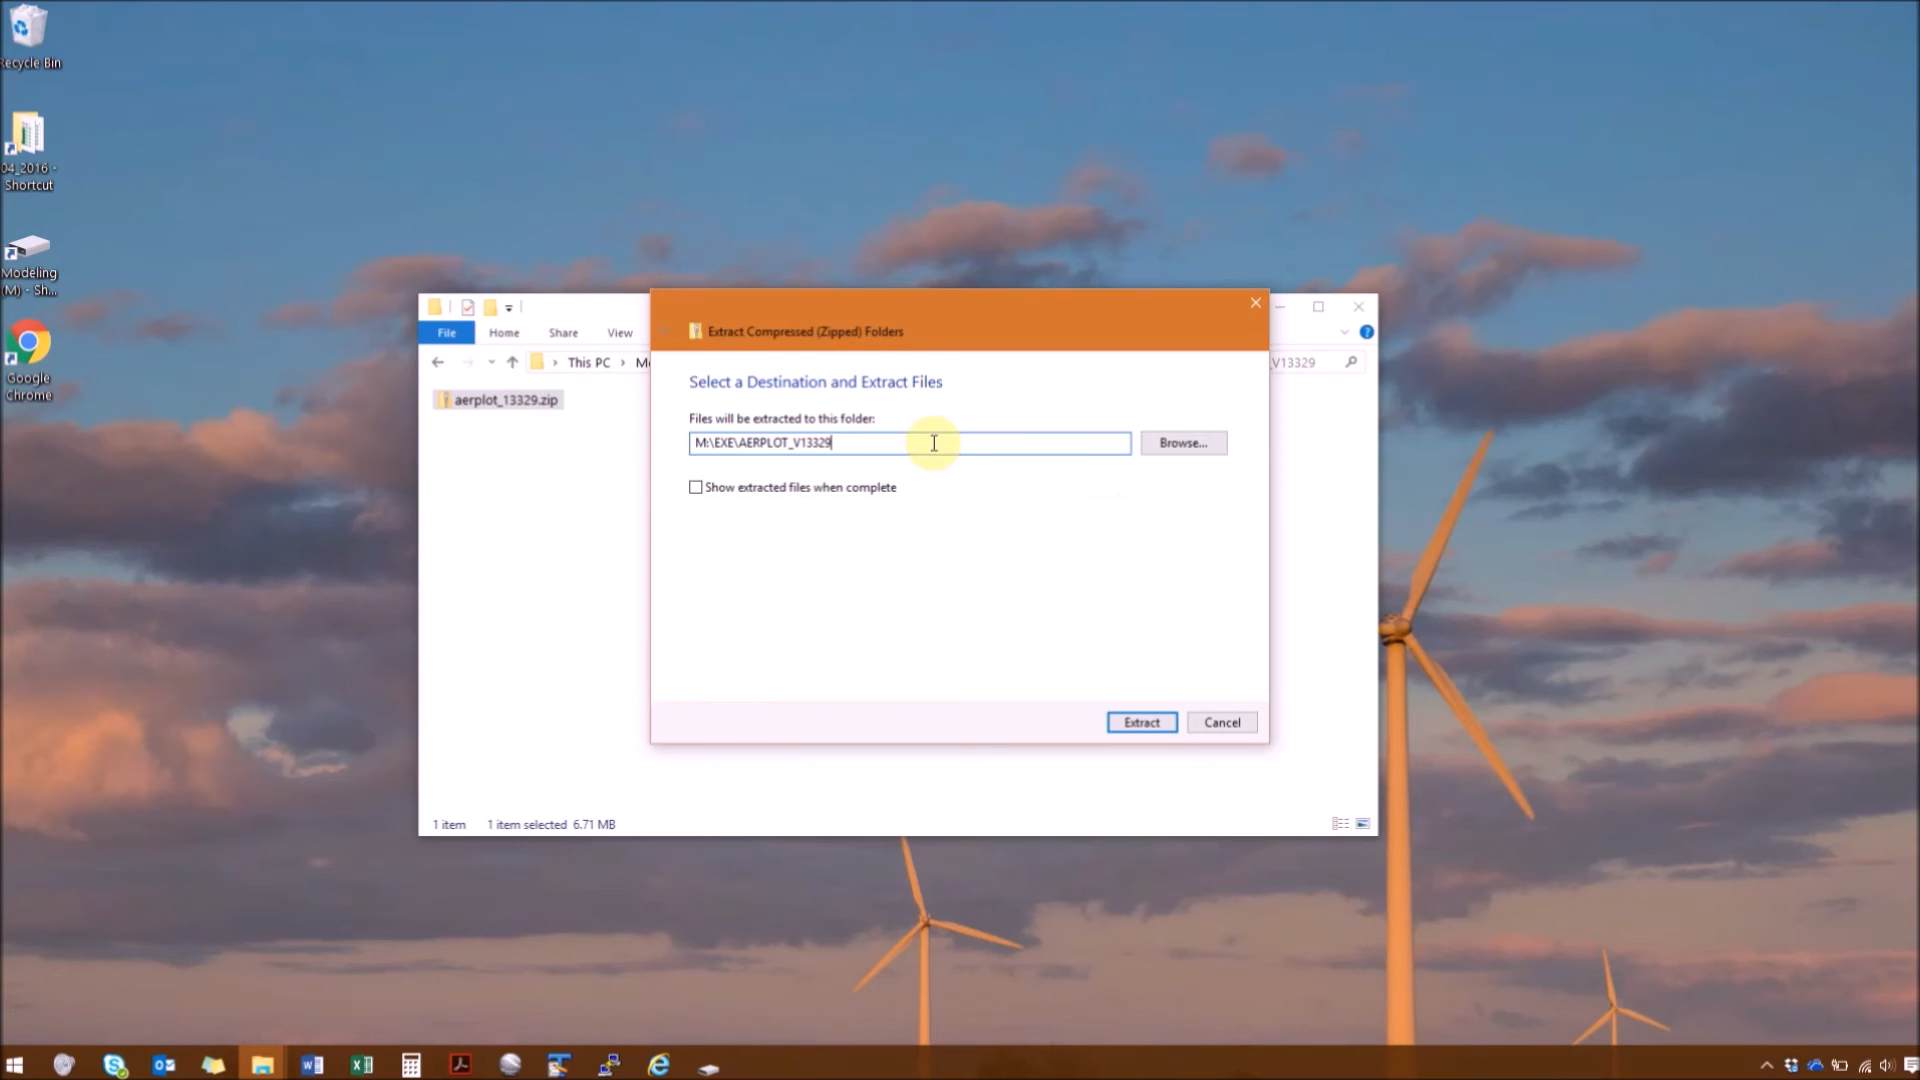 Recycle Bin
04_2016 -
Shortcut
Modeling
(M) - Sh...
Google
Chrome
File
Home
Share
View
This PC
V13329
aerplot_13329.zip
Extract Compressed (Zipped) Folders
Select a Destination and Extract Files
Files will be extracted to this folder:
M:\EXE\AERPLOT_V13329
Browse...
Show extracted files when complete
Extract
Cancel
1 item
1 item selected 6.71 MB